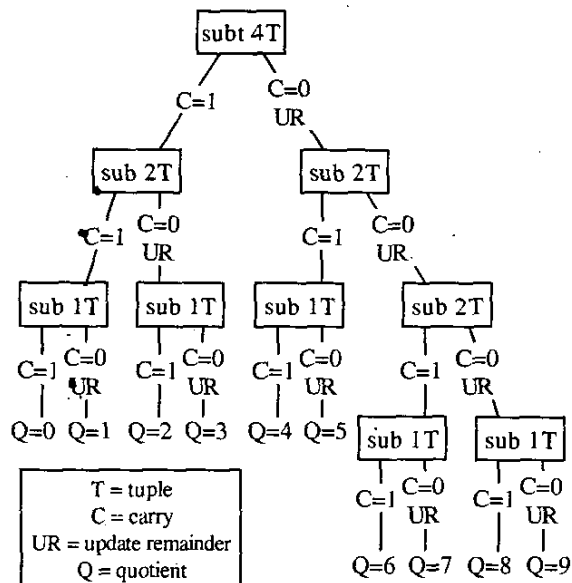 subt 4T
C=1 C=0
UR
sub 2T sub 2T
C=1 C=0 C=1 C=0
UR UR
sub 1T sub 1T sub 1T sub 2T
C=1 C=0 C=1 C=0 C=1 C=0 C=1 C=0
UR UR UR UR
Q=0 Q=1 Q=2 Q=3 Q=4 Q=5
sub 1T sub 1T
C=1 C=0 C=1 C=0
UR UR
Q=6 Q=7 Q=8 Q=9
T = tuple
C = carry
UR = update remainder
Q = quotient